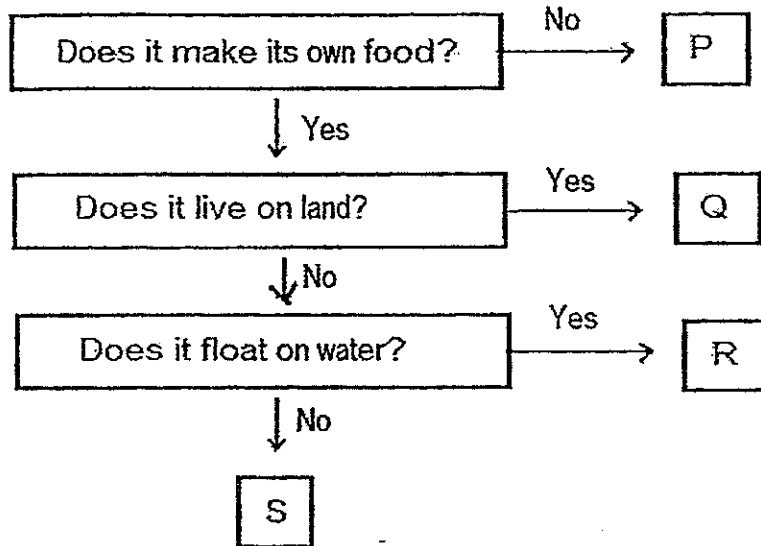 No
Does it make its own food?
P
Yes
Does it live on land?
Yes
Q
No
Does it float on water?
Yes
R
No
S